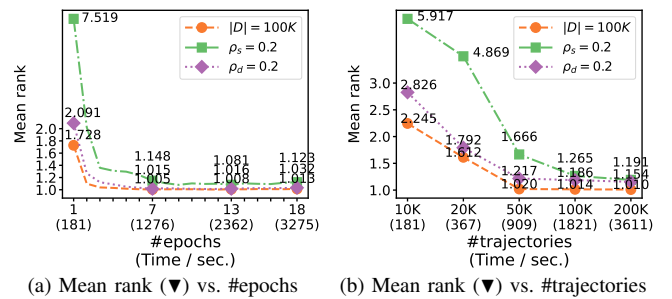 7.519
2.091
1.728
1.148
1.015
1.005
1.081
1.016
1.008
1.123
1.032
1.013
|D| = 100K
ρs = 0.2
ρd = 0.2
Mean rank
2.0
1.8
1.6
1.4
1.2
1.0
1 7 13 18
(181) (1276) (2362) (3275)
#epochs
(Time / sec.)
(a) Mean rank (▼) vs. #epochs
5.917
4.869
2.826
2.245
1.792
1.612
1.666
1.217
1.020
1.265
1.186
1.014
1.191
1.154
1.010
|D| = 100K
ρs = 0.2
ρd = 0.2
Mean rank
3.0
2.5
2.0
1.5
1.0
10K 20K 50K 100K 200K
(181) (367) (909) (1821) (3611)
#trajectories
(Time / sec.)
(b) Mean rank (▼) vs. #trajectories